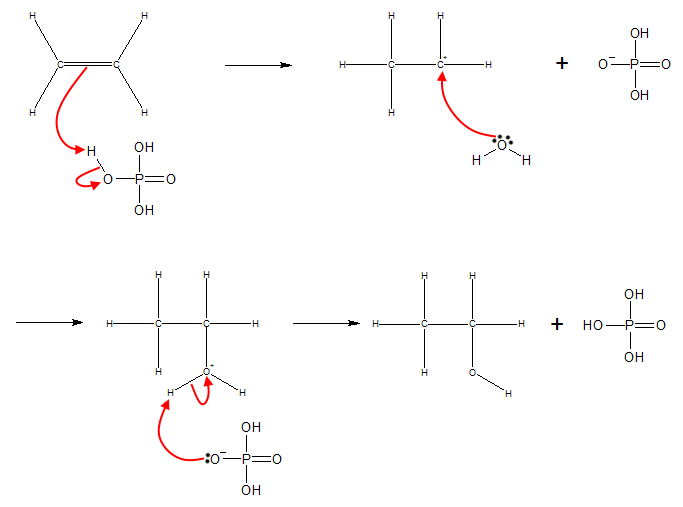 H H H H
OH
C C H C C+ H + O− P O
OH
H H H
H OH O
H H
O P O
OH
H H H H
OH
H C C H H C C H + HO P O
OH
H O+ H O
H H H
OH
O− P O
OH